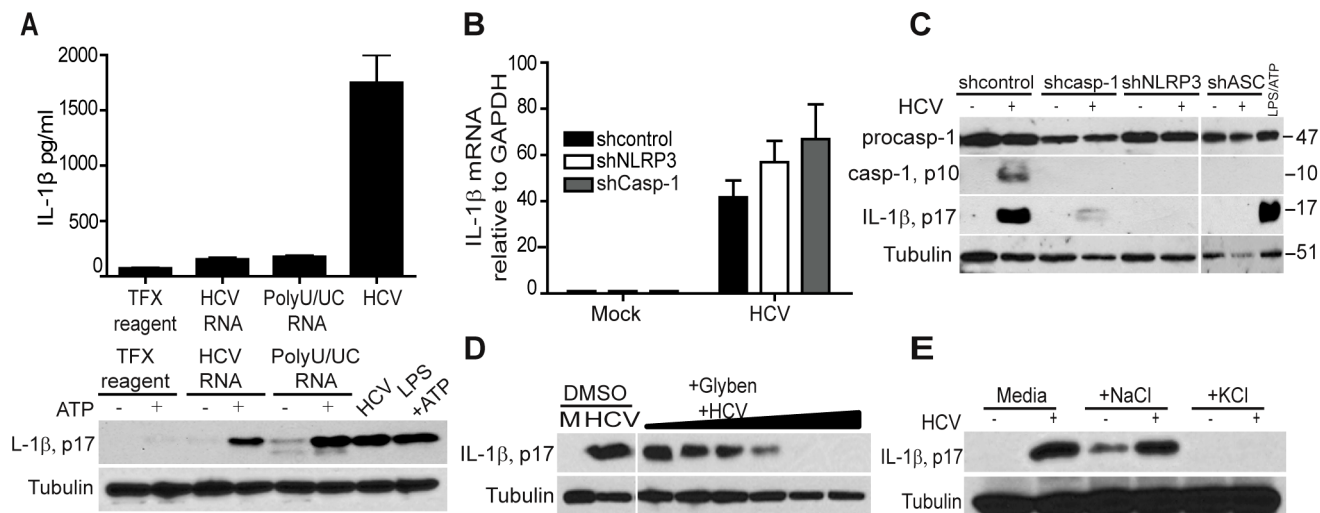 A
IL-1β pg/ml
2000
1500
1000
500
0
TFX
reagent
HCV
RNA
PolyU/UC
RNA
HCV
TFX
reagent
HCV
RNA
PolyU/UC
RNA
HCV
LPS
+ATP
ATP - + - + - +
L-1β, p17
Tubulin
B
IL-1β mRNA
relative to GAPDH
100
80
60
40
20
0
shcontrol
shNLRP3
shCasp-1
Mock HCV
C
shcontrol shcasp-1 shNLRP3 shASC LPS/ATP
HCV - + - + - + - +
procasp-1 -47
casp-1, p10 -10
IL-1β, p17 -17
Tubulin -51
D
DMSO
M HCV
+Glyben
+HCV
IL-1β, p17
Tubulin
E
Media +NaCl +KCl
HCV - + - + - +
IL-1β, p17
Tubulin